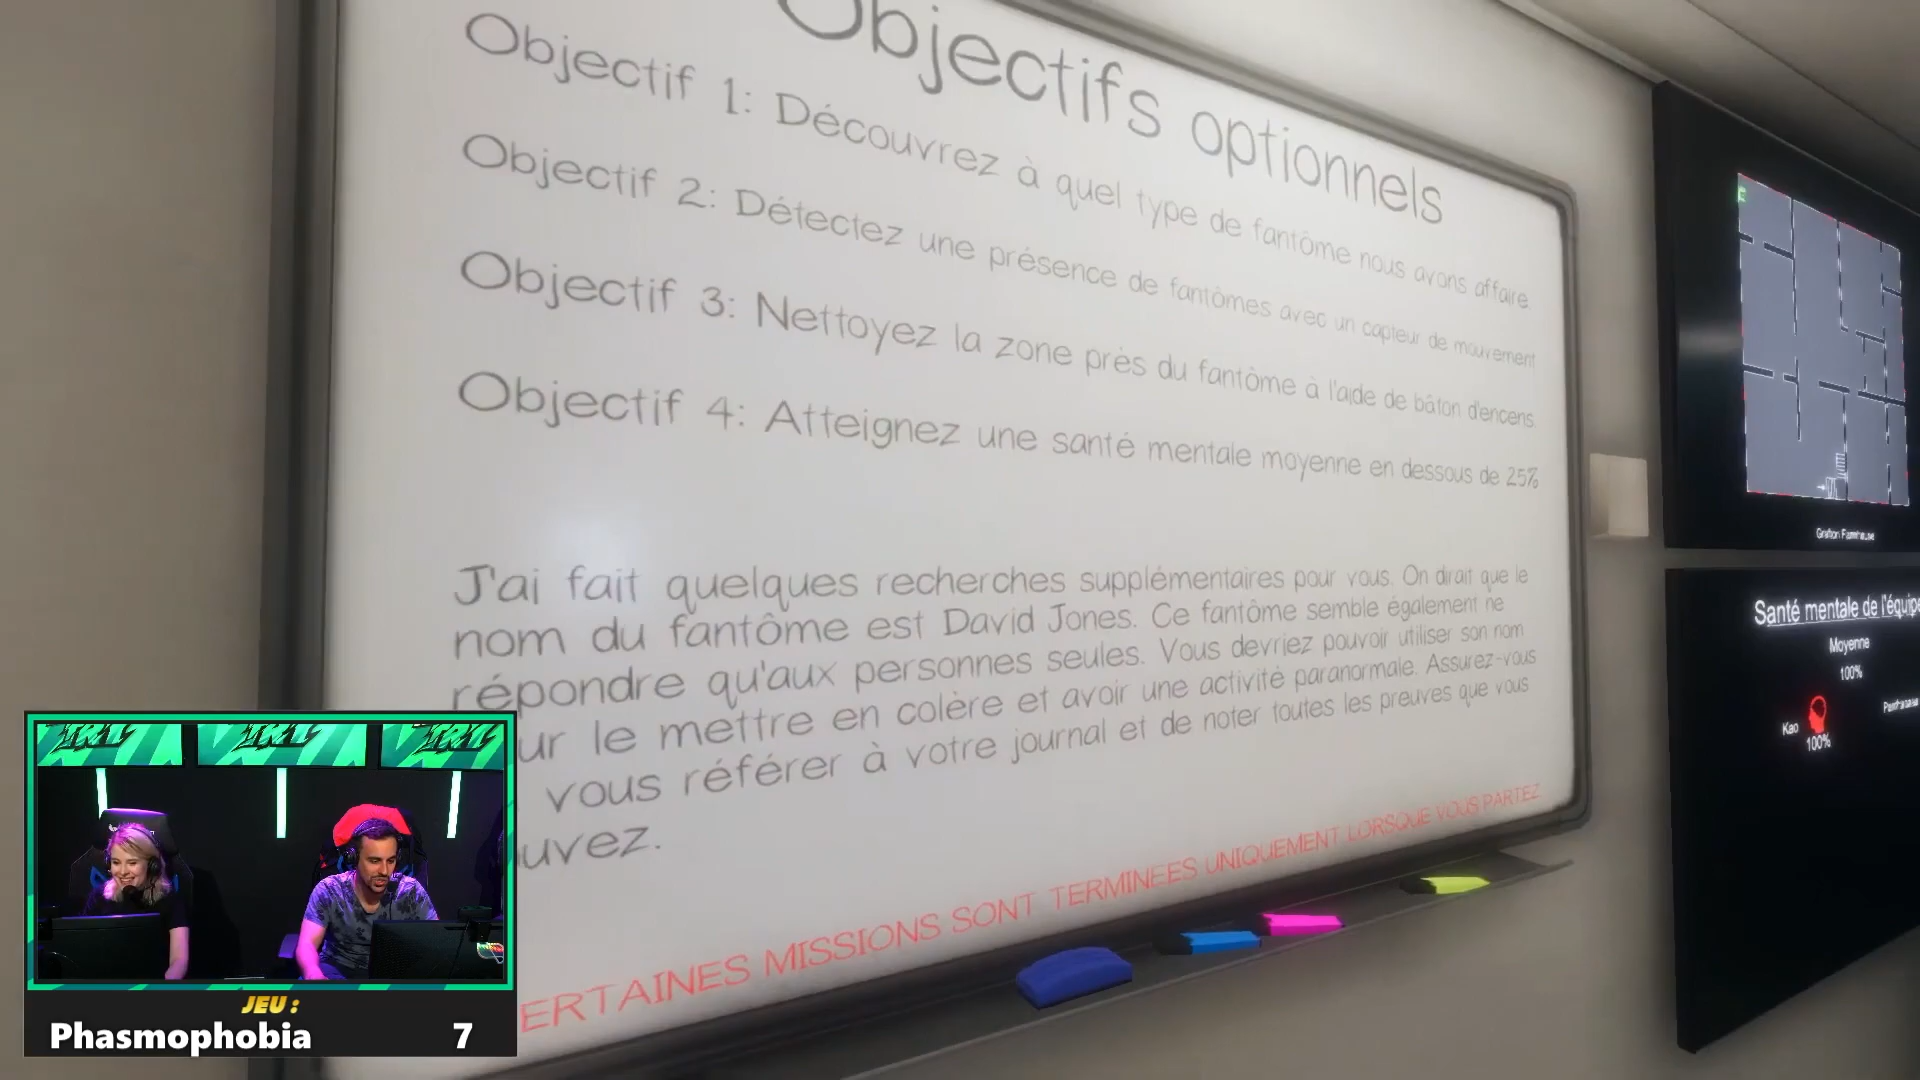 Objectifs optionnels
Objectif 1: Découvrez à quel type de fantôme nous avons affaire
Objectif 2: Détectez une présence de fantômes avec un capteur de mouvement
Objectif 3: Nettoyez la zone près du fantôme à l'aide de bâton d'encens.
Objectif 4: Atteignez une santé mentale moyenne en dessous de 25%
J'ai fait quelques recherches supplémentaires pour vous. On dirait que le
nom du fantôme est David Jones. Ce fantôme semble également ne
répondre qu'aux personnes seules. Vous devriez pouvoir utiliser son nom
ur le mettre en colère et avoir une activité paranormale. Assurez-vous
vous référer à votre journal et de noter toutes les preuves que vous
uvez.
ERTAINES MISSIONS SONT TERMINEES UNIQUEMENT LORSQUE VOUS PARTEZ
Grafton Farmhouse
Santé mentale de l'équipe
Moyenne
100%
Kao
100%
JEU :
Phasmophobia 7